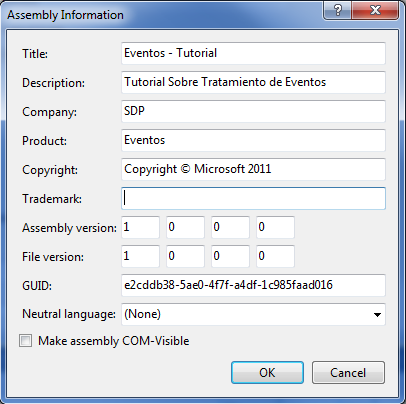 Assembly Information
Title: Eventos - Tutorial
Description: Tutorial Sobre Tratamiento de Eventos
Company: SDP
Product: Eventos
Copyright: Copyright © Microsoft 2011
Trademark:
Assembly version: 1 0 0 0
File version: 1 0 0 0
GUID: e2cddb38-5ae0-4f7f-a4df-1c985faad016
Neutral language: (None)
Make assembly COM-Visible
OK Cancel